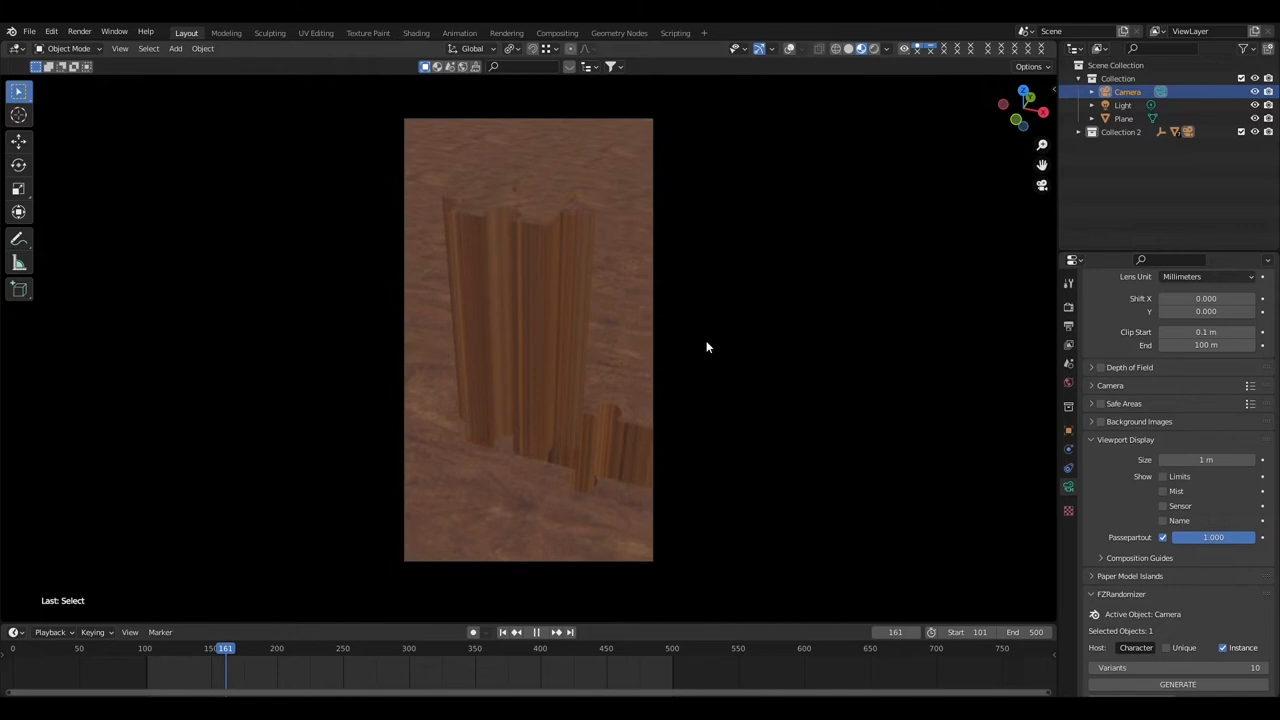 File Edit Render Window Help Layout Modeling Sculpting UV Editing Texture Paint Shading Animation Rendering Compositing Geometry Nodes Scripting + Scene ViewLayer
Object Mode View Select Add Object Global
Options
Scene Collection
Collection
Camera
Light
Plane
Collection 2
Z
Y
X
Lens Unit Millimeters
Shift X 0.000
Y 0.000
Clip Start 0.1 m
End 100 m
Depth of Field
Camera
Safe Areas
Background Images
Viewport Display
Size 1 m
Show Limits
Mist
Sensor
Name
Passepartout 1.000
Composition Guides
Paper Model Islands
FZRandomizer
Active Object: Camera
Selected Objects: 1
Host: Character Unique Instance
Variants 10
GENERATE
Last: Select
Playback Keying View Marker 161 Start 101 End 500
0 50 100 150 161 200 250 300 350 400 450 500 550 600 650 700 750